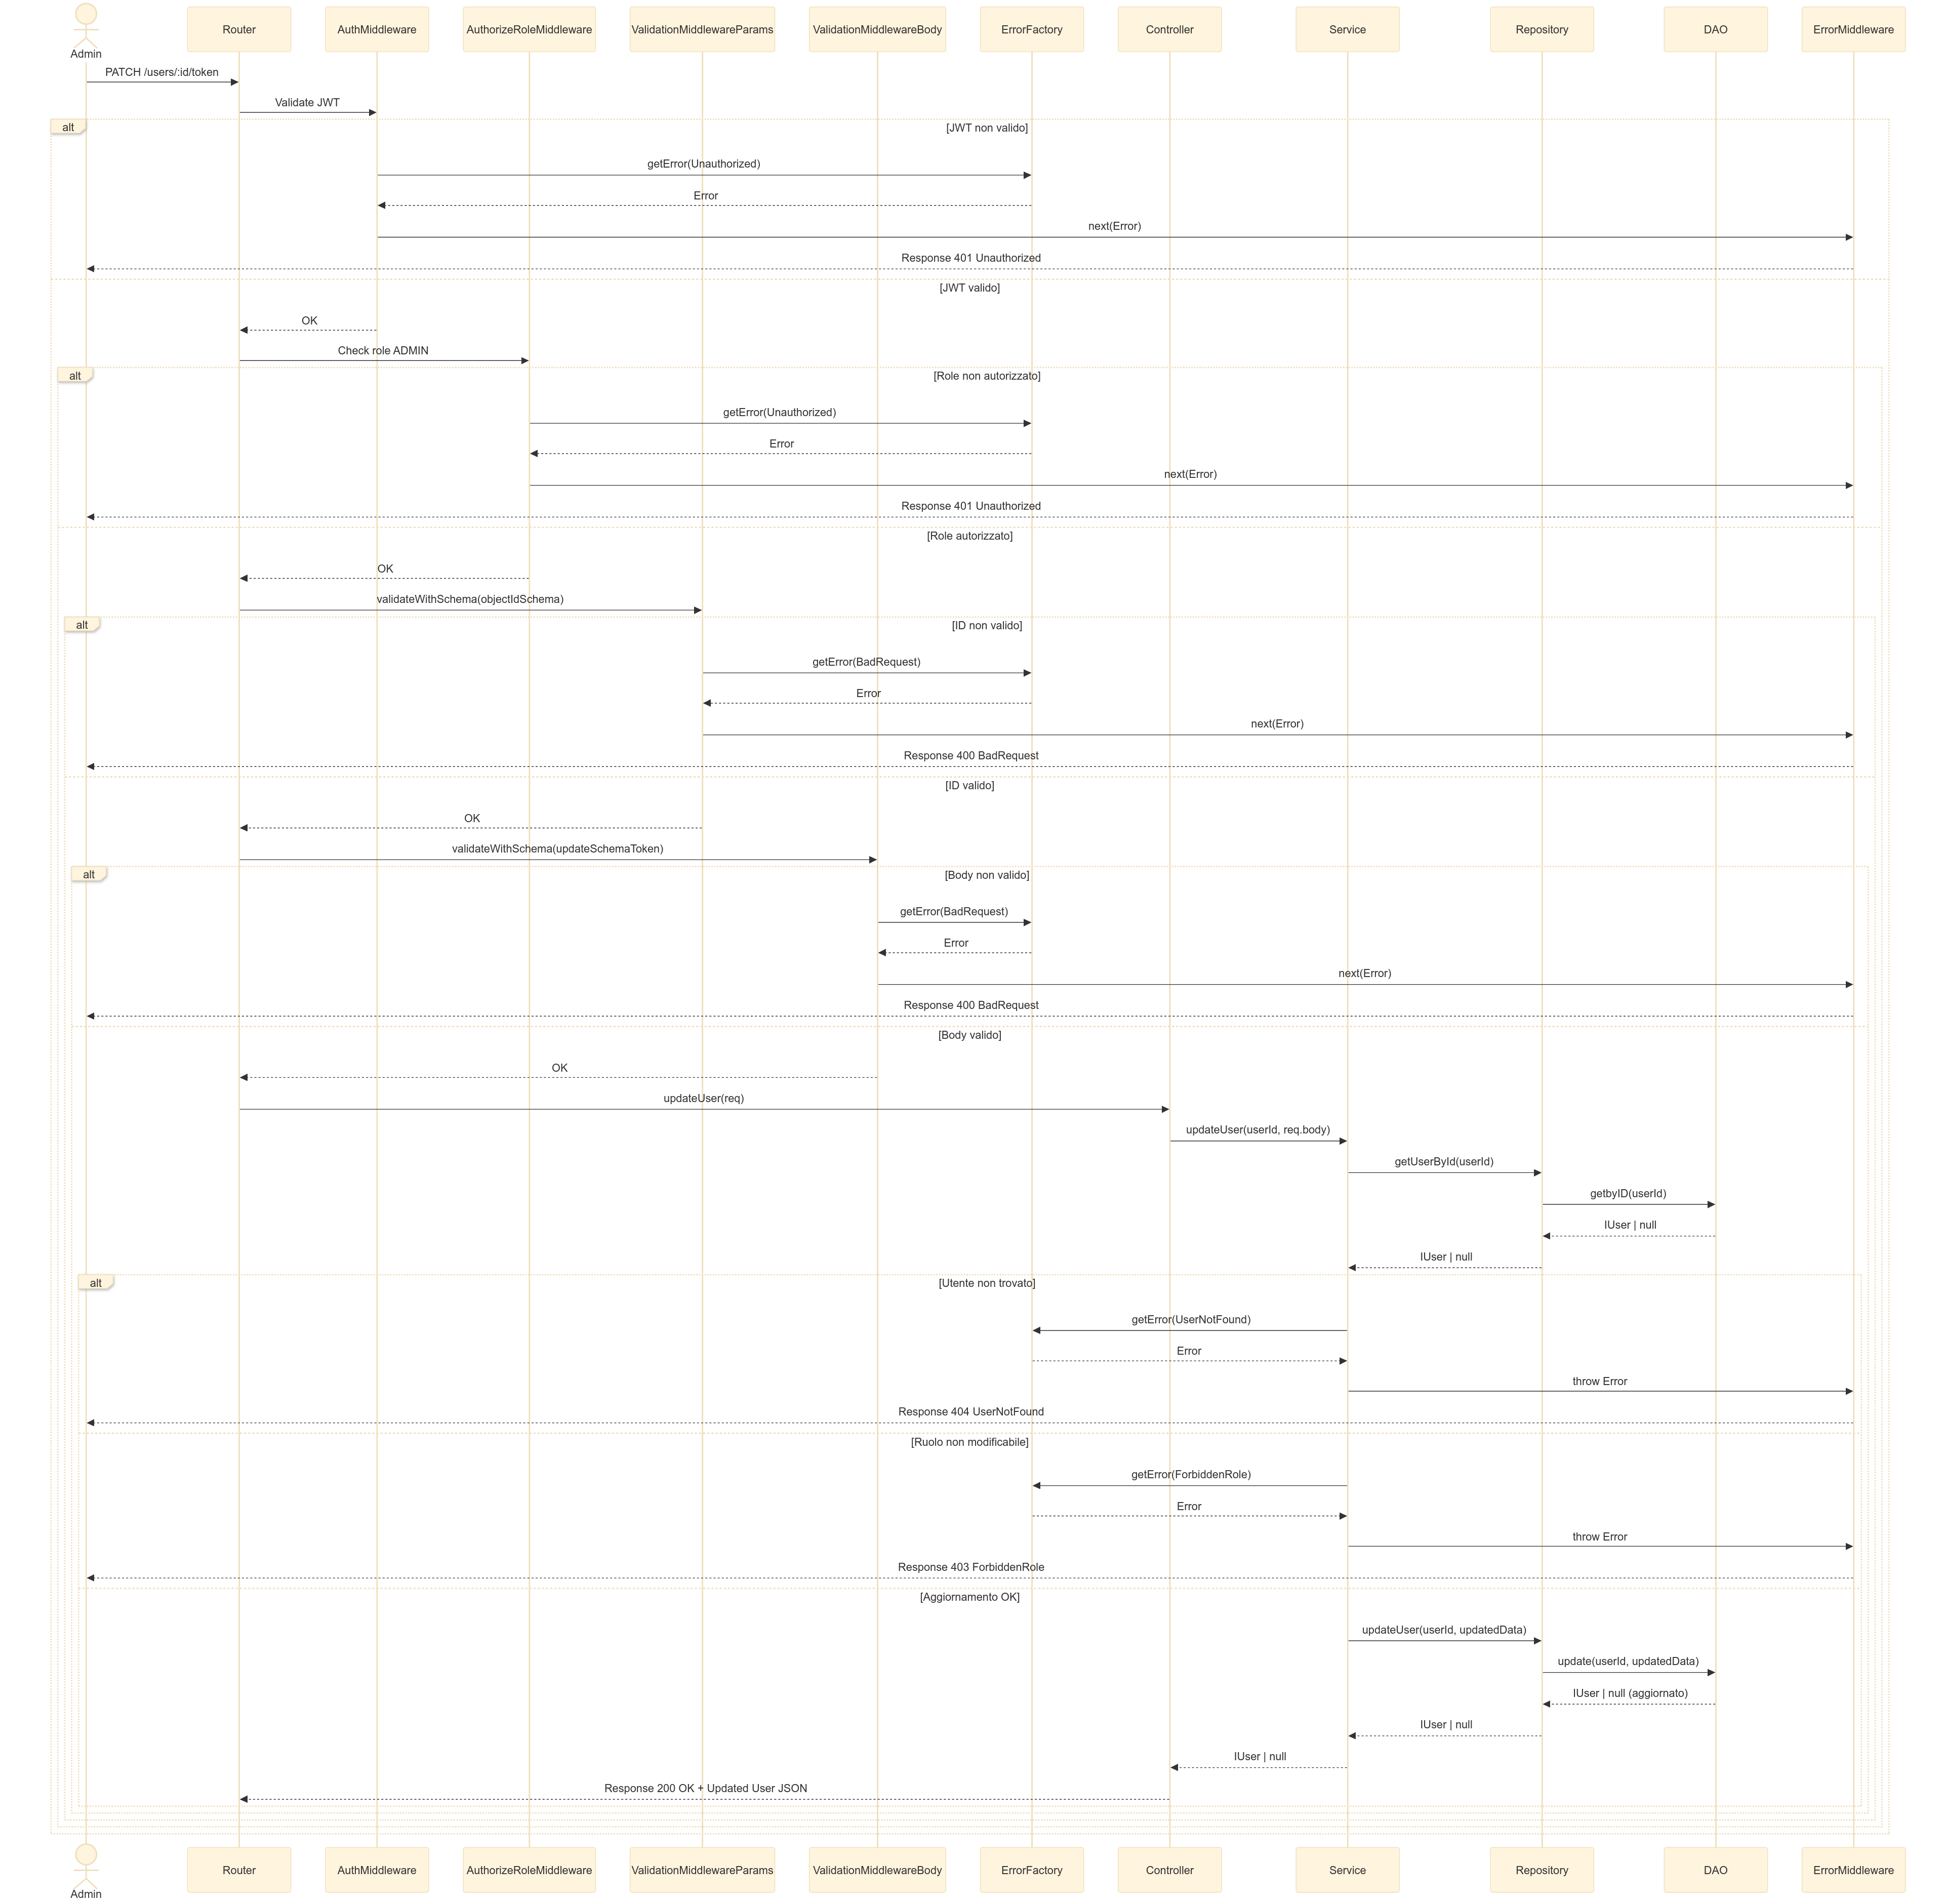 Admin
Router
AuthMiddleware
AuthorizeRoleMiddleware
ValidationMiddlewareParams
ValidationMiddlewareBody
ErrorFactory
Controller
Service
Repository
DAO
ErrorMiddleware
PATCH /users/:id/token
Validate JWT
alt
[JWT non valido]
getError(Unauthorized)
Error
next(Error)
Response 401 Unauthorized
[JWT valido]
OK
Check role ADMIN
alt
[Role non autorizzato]
getError(Unauthorized)
Error
next(Error)
Response 401 Unauthorized
[Role autorizzato]
OK
validateWithSchema(objectIdSchema)
alt
[ID non valido]
getError(BadRequest)
Error
next(Error)
Response 400 BadRequest
[ID valido]
OK
validateWithSchema(updateSchemaToken)
alt
[Body non valido]
getError(BadRequest)
Error
next(Error)
Response 400 BadRequest
[Body valido]
OK
updateUser(req)
updateUser(userId, req.body)
getUserById(userId)
getbyID(userId)
IUser | null
IUser | null
alt
[Utente non trovato]
getError(UserNotFound)
Error
throw Error
Response 404 UserNotFound
[Ruolo non modificabile]
getError(ForbiddenRole)
Error
throw Error
Response 403 ForbiddenRole
[Aggiornamento OK]
updateUser(userId, updatedData)
update(userId, updatedData)
IUser | null (aggiornato)
IUser | null
IUser | null
Response 200 OK + Updated User JSON
Admin
Router
AuthMiddleware
AuthorizeRoleMiddleware
ValidationMiddlewareParams
ValidationMiddlewareBody
ErrorFactory
Controller
Service
Repository
DAO
ErrorMiddleware